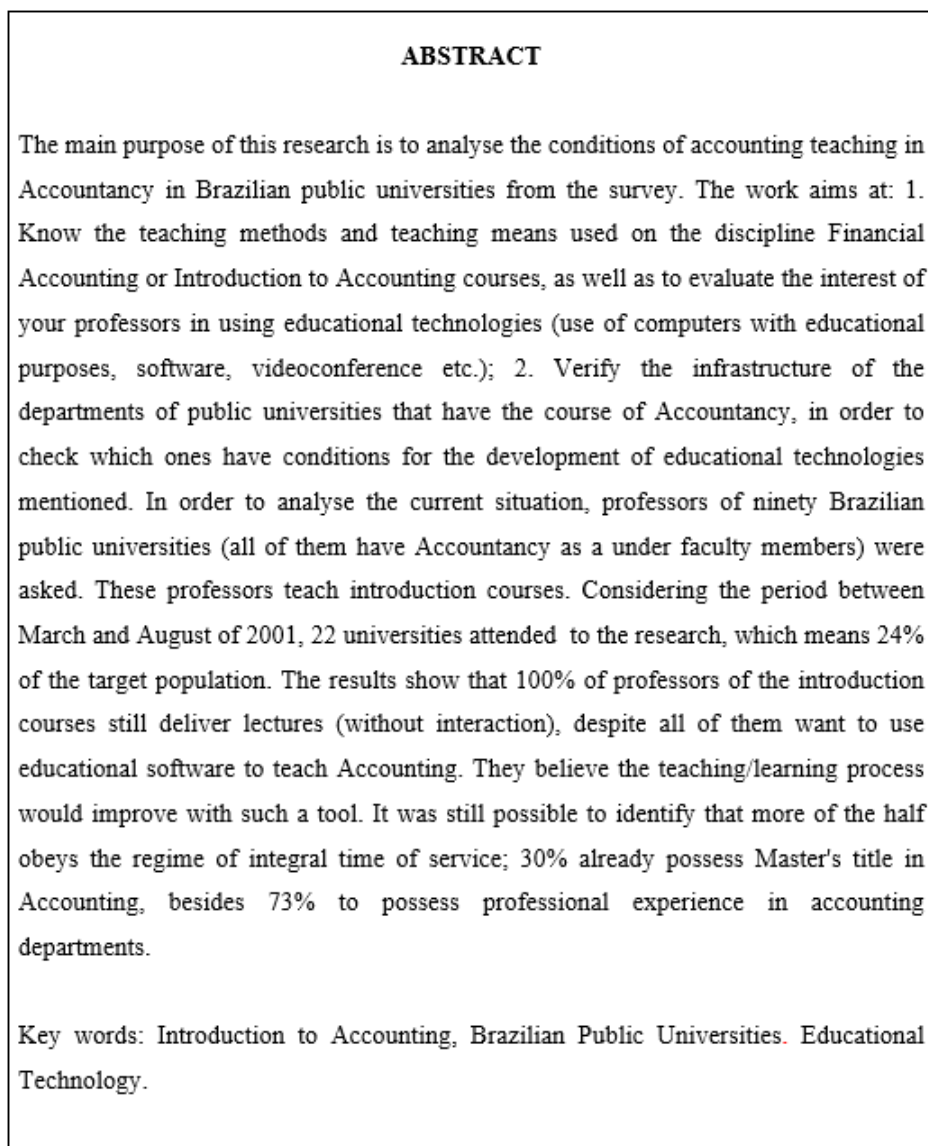 ABSTRACT
The main purpose of this research is to analyse the conditions of accounting teaching in
Accountancy in Brazilian public universities from the survey. The work aims at: 1.
Know the teaching methods and teaching means used on the discipline Financial
Accounting or Introduction to Accounting courses, as well as to evaluate the interest of
your professors in using educational technologies (use of computers with educational
purposes, software, videoconference etc.); 2. Verify the infrastructure of the
departments of public universities that have the course of Accountancy, in order to
check which ones have conditions for the development of educational technologies
mentioned. In order to analyse the current situation, professors of ninety Brazilian
public universities (all of them have Accountancy as a under faculty members) were
asked. These professors teach introduction courses. Considering the period between
March and August of 2001, 22 universities attended to the research, which means 24%
of the target population. The results show that 100% of professors of the introduction
courses still deliver lectures (without interaction), despite all of them want to use
educational software to teach Accounting. They believe the teaching/learning process
would improve with such a tool. It was still possible to identify that more of the half
obeys the regime of integral time of service; 30% already possess Master's title in
Accounting, besides 73% to possess professional experience in accounting
departments.
Key words: Introduction to Accounting, Brazilian Public Universities. Educational
Technology.